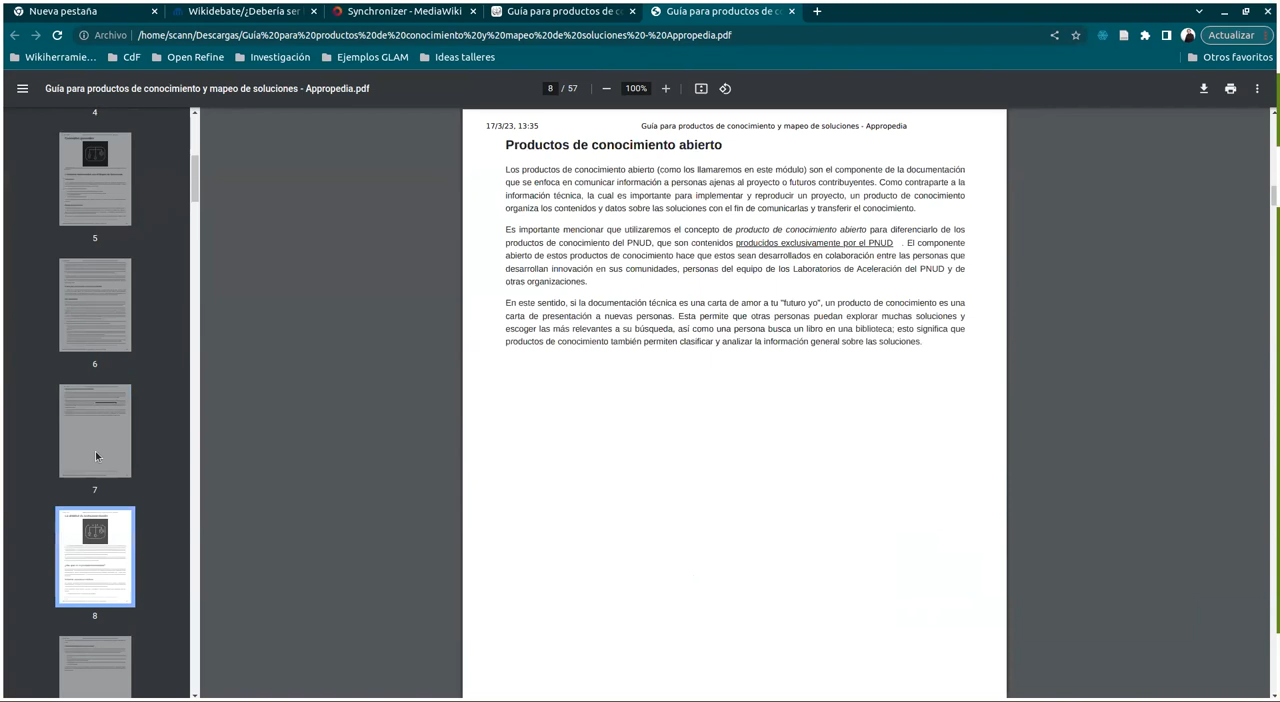 Nueva pestaña
Wikidebate/¿Debería ser
Synchronizer - MediaWiki
Guía para productos de co
Guía para productos de co
Archivo
/home/scann/Descargas/Guía%20para%20productos%20de%20conocimiento%20y%20mapeo%20de%20soluciones%20-%20Appropedia.pdf
Actualizar
Wikiherramie...
CdF
Open Refine
Investigación
Ejemplos GLAM
Ideas talleres
Otros favoritos
Guía para productos de conocimiento y mapeo de soluciones - Appropedia.pdf
8 / 57
100%
4
5
6
7
8
17/3/23, 13:35
Guía para productos de conocimiento y mapeo de soluciones - Appropedia
Productos de conocimiento abierto
Los productos de conocimiento abierto (como los llamaremos en este módulo) son el componente de la documentación
que se enfoca en comunicar información a personas ajenas al proyecto o futuros contribuyentes. Como contraparte a la
información técnica, la cual es importante para implementar y reproducir un proyecto, un producto de conocimiento
organiza los contenidos y datos sobre las soluciones con el fin de comunicarlas y transferir el conocimiento.
Es importante mencionar que utilizaremos el concepto de producto de conocimiento abierto para diferenciarlo de los
productos de conocimiento del PNUD, que son contenidos producidos exclusivamente por el PNUD . El componente
abierto de estos productos de conocimiento hace que estos sean desarrollados en colaboración entre las personas que
desarrollan innovación en sus comunidades, personas del equipo de los Laboratorios de Aceleración del PNUD y de
otras organizaciones.
En este sentido, si la documentación técnica es una carta de amor a tu "futuro yo", un producto de conocimiento es una
carta de presentación a nuevas personas. Esta permite que otras personas puedan explorar muchas soluciones y
escoger las más relevantes a su búsqueda, así como una persona busca un libro en una biblioteca; esto significa que
productos de conocimiento también permiten clasificar y analizar la información general sobre las soluciones.